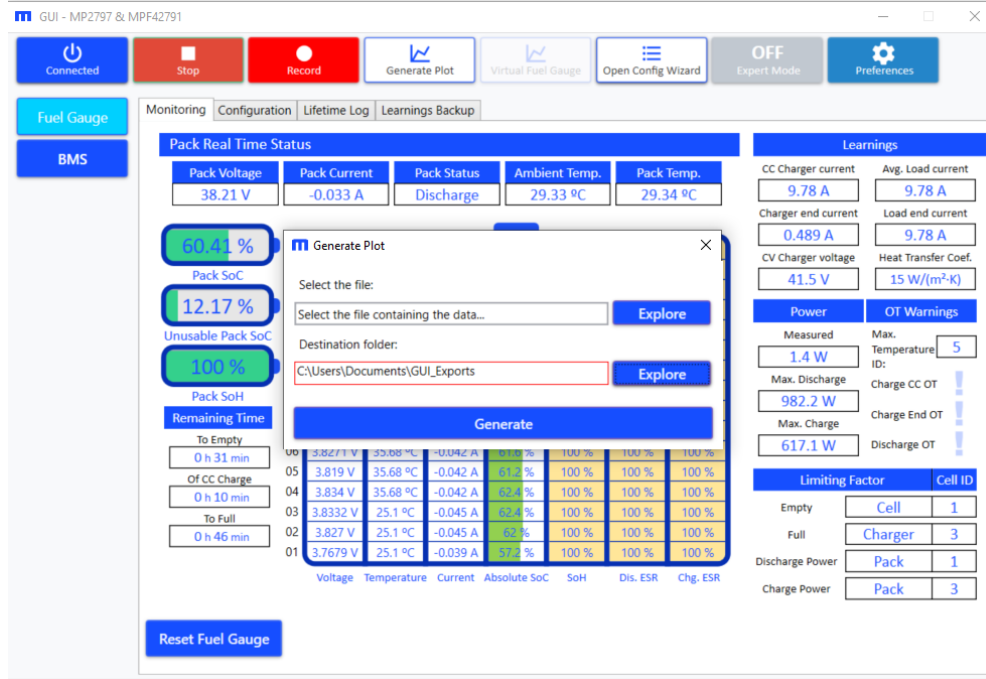 GUI - MP2797 & MPF42791
Connected
Stop
Record
Generate Plot
Virtual Fuel Gauge
Open Config Wizard
OFF
Expert Mode
Preferences
Fuel Gauge
BMS
Monitoring Configuration Lifetime Log Learnings Backup
Pack Real Time Status
Pack Voltage Pack Current Pack Status Ambient Temp. Pack Temp.
38.21 V -0.033 A Discharge 29.33 ºC 29.34 ºC
60.41 %
Pack SoC
12.17 %
Unusable Pack SoC
100 %
Pack SoH
Remaining Time
To Empty
0 h 31 min
Of CC Charge
0 h 10 min
To Full
0 h 46 min
Generate Plot
Select the file:
Select the file containing the data...
Explore
Destination folder:
C:\Users\Documents\GUI_Exports
Explore
Generate
06 3.8271 V 35.68 ºC -0.042 A 61.6 % 100 % 100 % 100 %
05 3.819 V 35.68 ºC -0.042 A 61.2 % 100 % 100 % 100 %
04 3.834 V 35.68 ºC -0.042 A 62.4 % 100 % 100 % 100 %
03 3.8332 V 25.1 ºC -0.045 A 62.4 % 100 % 100 % 100 %
02 3.827 V 25.1 ºC -0.045 A 62 % 100 % 100 % 100 %
01 3.7679 V 25.1 ºC -0.039 A 57.2 % 100 % 100 % 100 %
Voltage Temperature Current Absolute SoC SoH Dis. ESR Chg. ESR
Reset Fuel Gauge
Learnings
CC Charger current Avg. Load current
9.78 A 9.78 A
Charger end current Load end current
0.489 A 9.78 A
CV Charger voltage Heat Transfer Coef.
41.5 V 15 W/(m²·K)
Power
Measured
1.4 W
Max. Discharge
982.2 W
Max. Charge
617.1 W
OT Warnings
Max.
Temperature 5
ID:
Charge CC OT !
Charge End OT !
Discharge OT !
Limiting Factor Cell ID
Empty Cell 1
Full Charger 3
Discharge Power Pack 1
Charge Power Pack 3